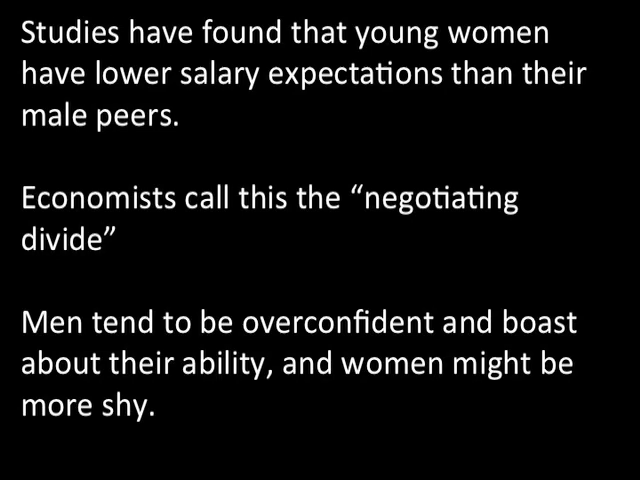 Studies have found that young women
have lower salary expectations than their
male peers.
Economists call this the “negotiating
divide”
Men tend to be overconfident and boast
about their ability, and women might be
more shy.